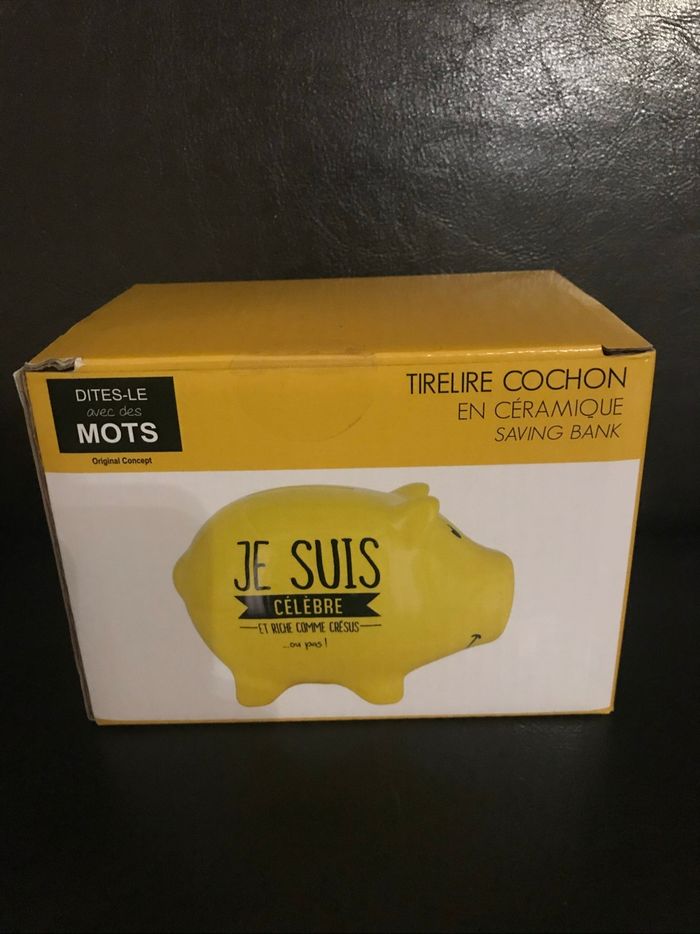 DITES-LE
avec des
MOTS
Original Concept
TIRELIRE COCHON
EN CÉRAMIQUE
SAVING BANK
JE SUIS
CÉLÈBRE
ET RICHE COMME CRÉSUS
...ou pas !